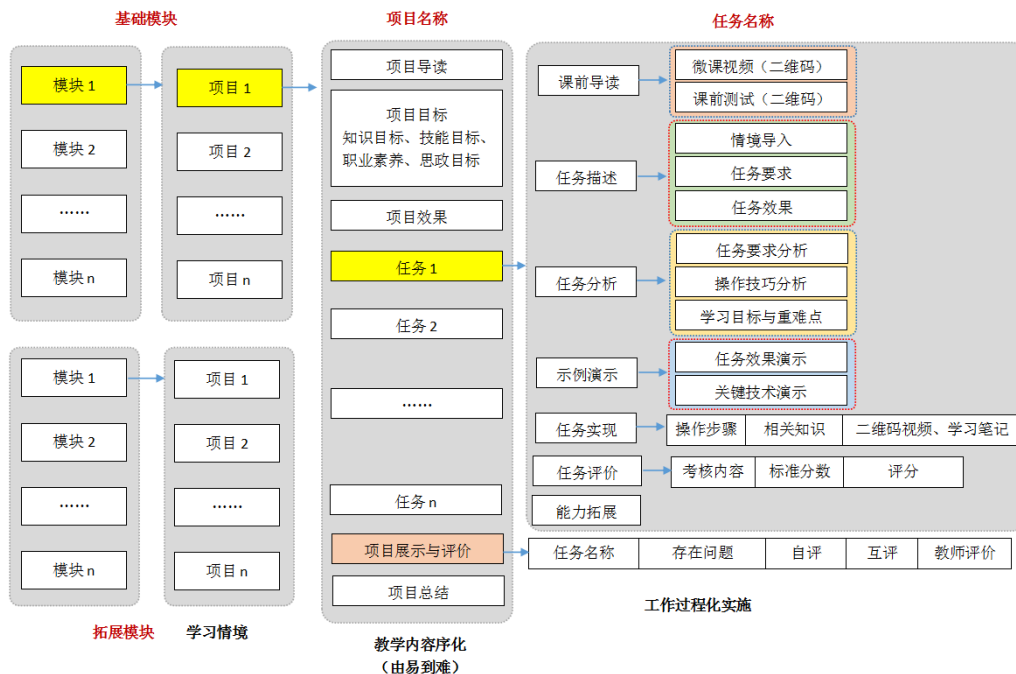 基础模块
项目名称
任务名称
模块 1
模块 2
……
模块 n
项目 1
项目 2
……
项目 n
模块 1
模块 2
……
模块 n
项目 1
项目 2
……
项目 n
拓展模块
学习情境
项目导读
项目目标
知识目标、技能目标、
职业素养、思政目标
项目效果
任务 1
任务 2
……
任务 n
项目展示与评价
项目总结
教学内容序化
（由易到难）
课前导读
微课视频（二维码）
课前测试（二维码）
任务描述
情境导入
任务要求
任务效果
任务分析
任务要求分析
操作技巧分析
学习目标与重难点
示例演示
任务效果演示
关键技术演示
任务实现
操作步骤
相关知识
二维码视频、学习笔记
任务评价
考核内容
标准分数
评分
能力拓展
任务名称
存在问题
自评
互评
教师评价
工作过程化实施